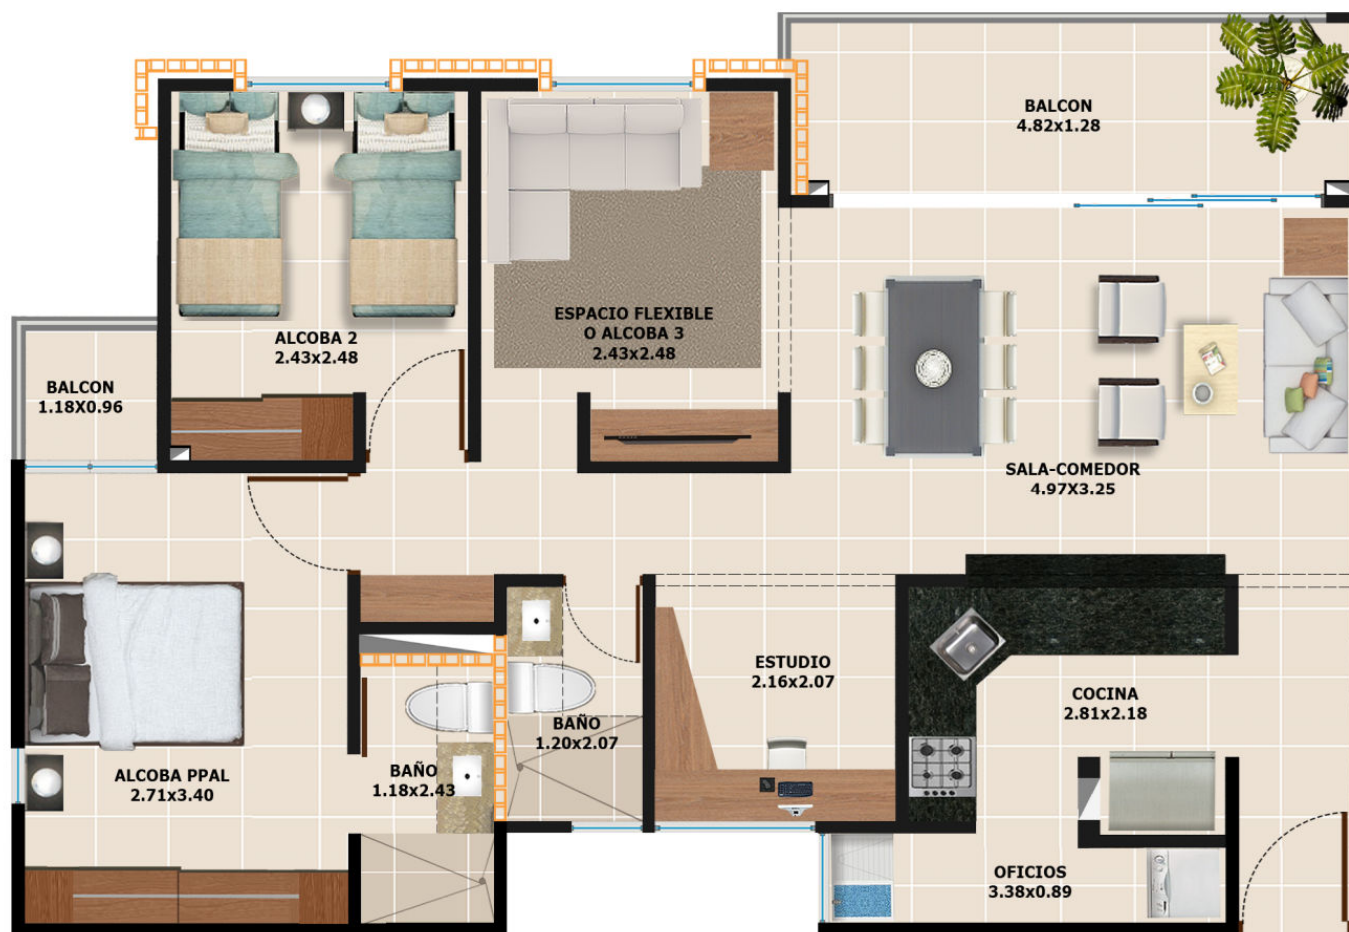 BALCON
4.82x1.28
ESPACIO FLEXIBLE
O ALCOBA 3
2.43x2.48
ALCOBA 2
2.43x2.48
BALCON
1.18X0.96
SALA-COMEDOR
4.97X3.25
ESTUDIO
2.16x2.07
COCINA
2.81x2.18
BAÑO
1.20x2.07
ALCOBA PPAL
2.71x3.40
BAÑO
1.18x2.43
OFICIOS
3.38x0.89